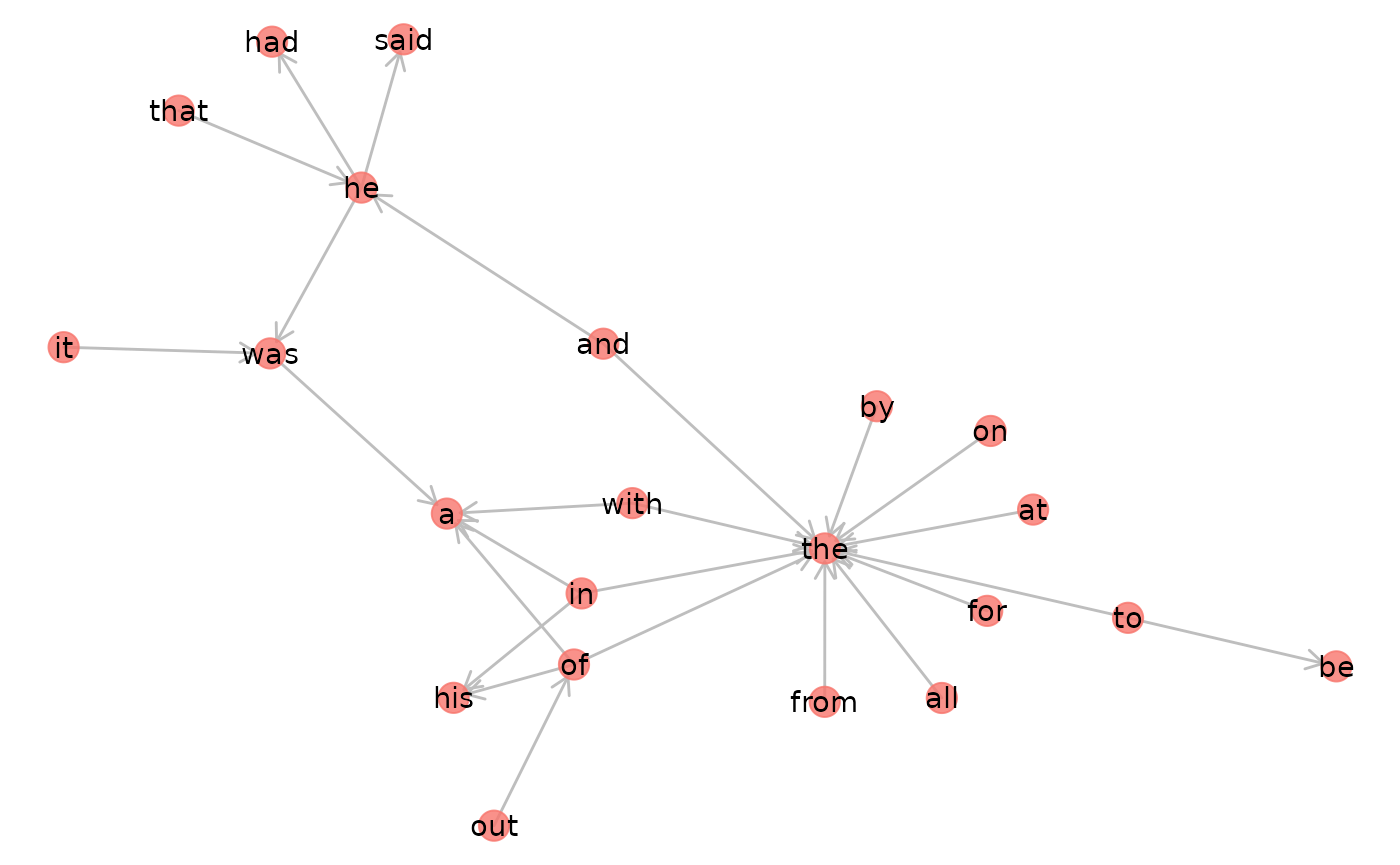 had
said
that
he
it
was
and
by
on
a
with
at
the
in
for
to
of
be
his
from
all
out